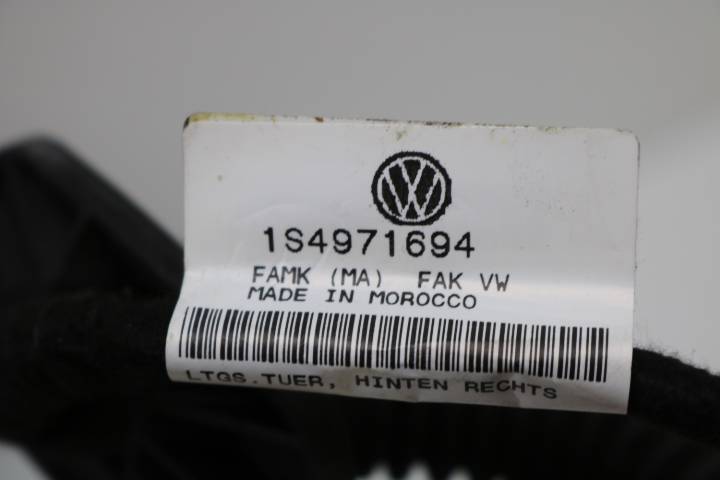 1S4971694
FAMK (MA) FAK VW
MADE IN MOROCCO
LTGS.TUER, HINTEN RECHTS